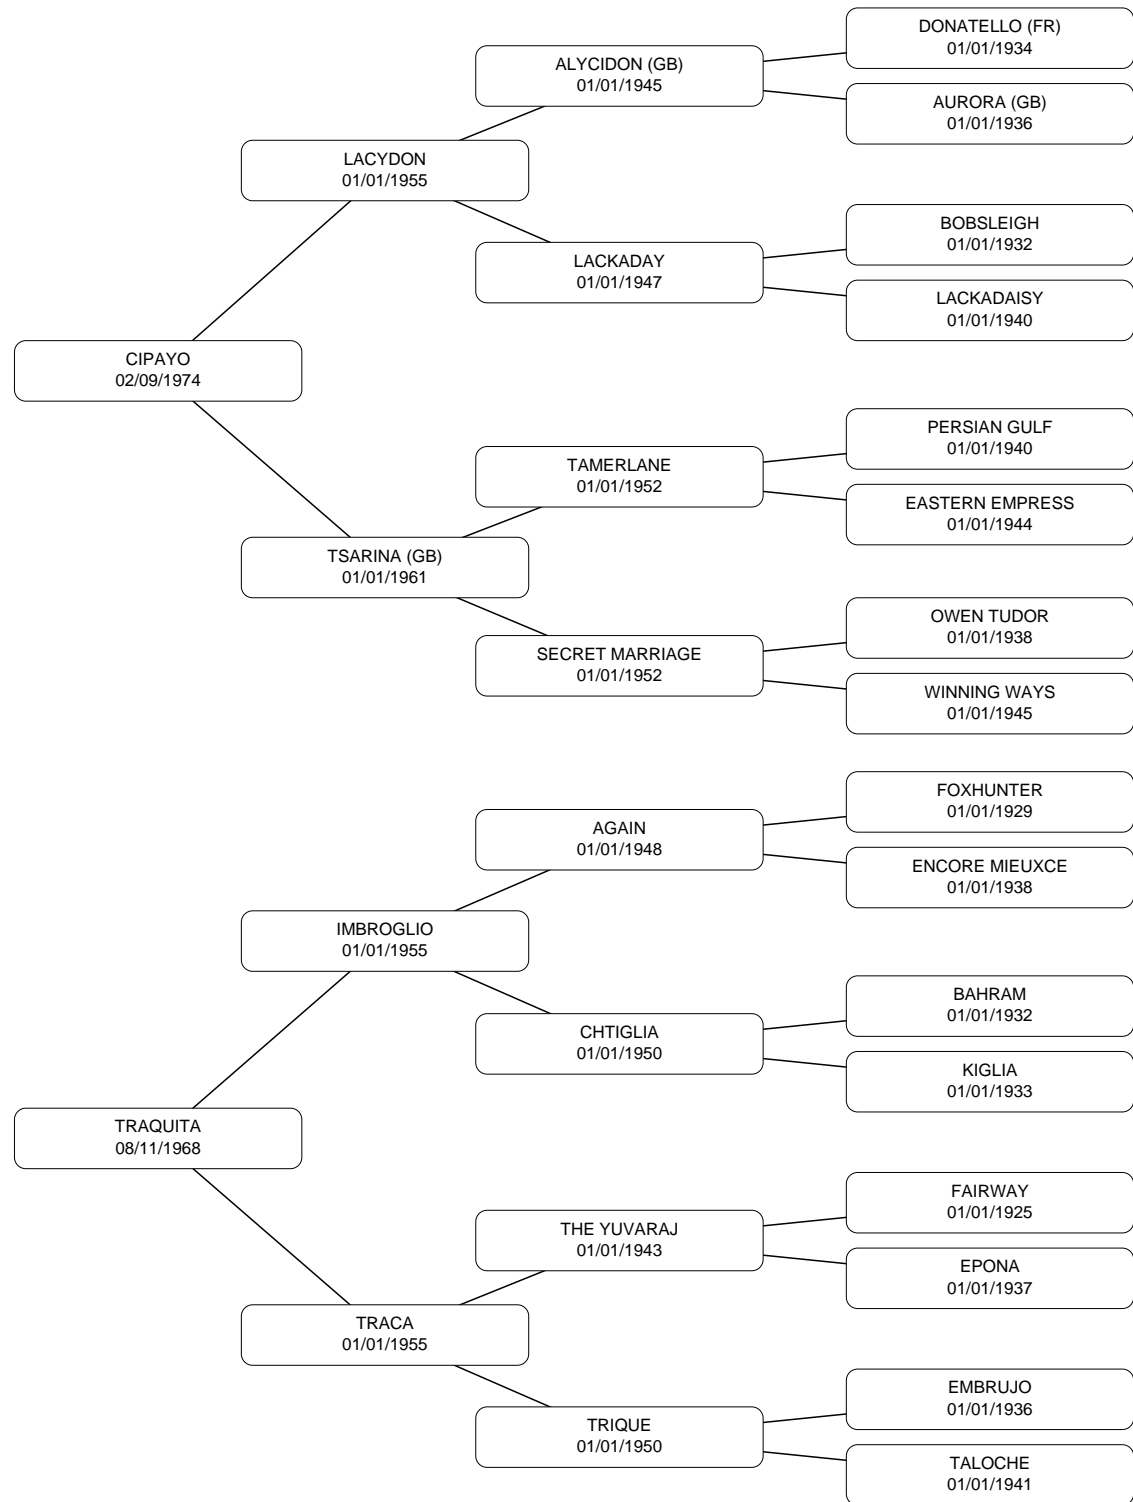 DONATELLO (FR)
01/01/1934
ALYCIDON (GB)
01/01/1945
AURORA (GB)
01/01/1936
LACYDON
01/01/1955
BOBSLEIGH
01/01/1932
LACKADAY
01/01/1947
LACKADAISY
01/01/1940
CIPAYO
02/09/1974
PERSIAN GULF
01/01/1940
TAMERLANE
01/01/1952
EASTERN EMPRESS
01/01/1944
TSARINA (GB)
01/01/1961
OWEN TUDOR
01/01/1938
SECRET MARRIAGE
01/01/1952
WINNING WAYS
01/01/1945
FOXHUNTER
01/01/1929
AGAIN
01/01/1948
ENCORE MIEUXCE
01/01/1938
IMBROGLIO
01/01/1955
BAHRAM
01/01/1932
CHTIGLIA
01/01/1950
KIGLIA
01/01/1933
TRAQUITA
08/11/1968
FAIRWAY
01/01/1925
THE YUVARAJ
01/01/1943
EPONA
01/01/1937
TRACA
01/01/1955
EMBRUJO
01/01/1936
TRIQUE
01/01/1950
TALOCHE
01/01/1941